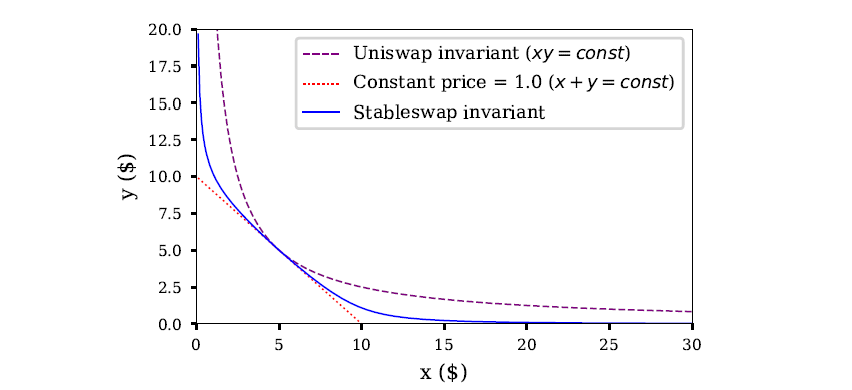 20.0
17.5
15.0
12.5
10.0
7.5
5.0
2.5
0.0
y ($)
Uniswap invariant (xy = const)
Constant price = 1.0 (x + y = const)
Stableswap invariant
0 5 10 15 20 25 30
x ($)